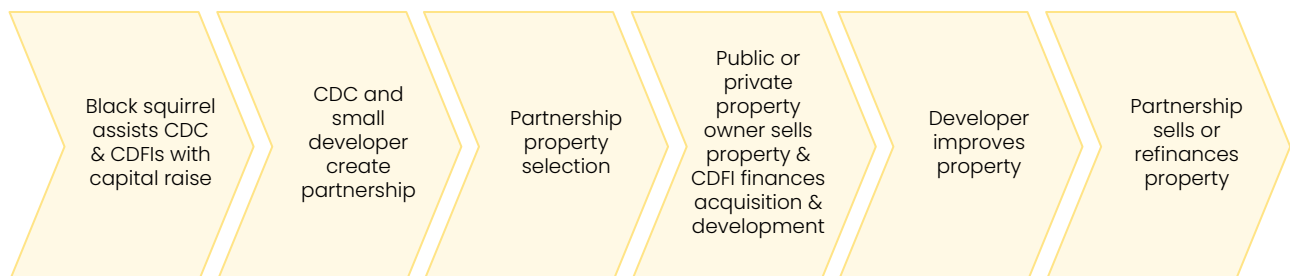 Black squirrel
assists CDC
& CDFIs with
capital raise
CDC and
small
developer
create
partnership
Partnership
property
selection
Public or
private
property
owner sells
property &
CDFI finances
acquisition &
development
Developer
improves
property
Partnership
sells or
refinances
property